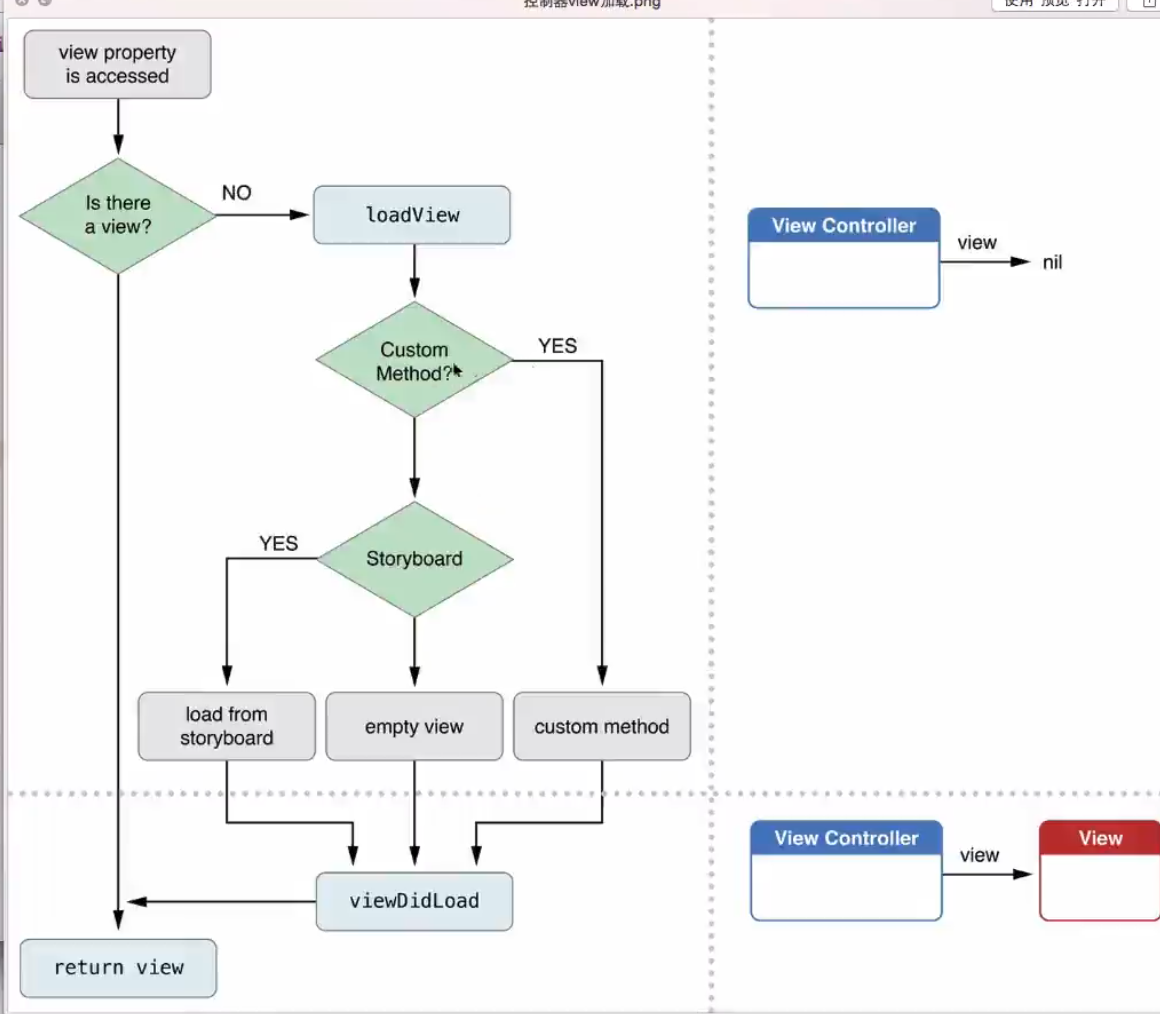 控制器view加载.png
使用“预览”打开
view property
is accessed
Is there
a view?
NO
loadView
Custom
Method?
YES
Storyboard
YES
load from
storyboard
empty view
custom method
viewDidLoad
return view
View Controller
view
nil
View Controller
view
View